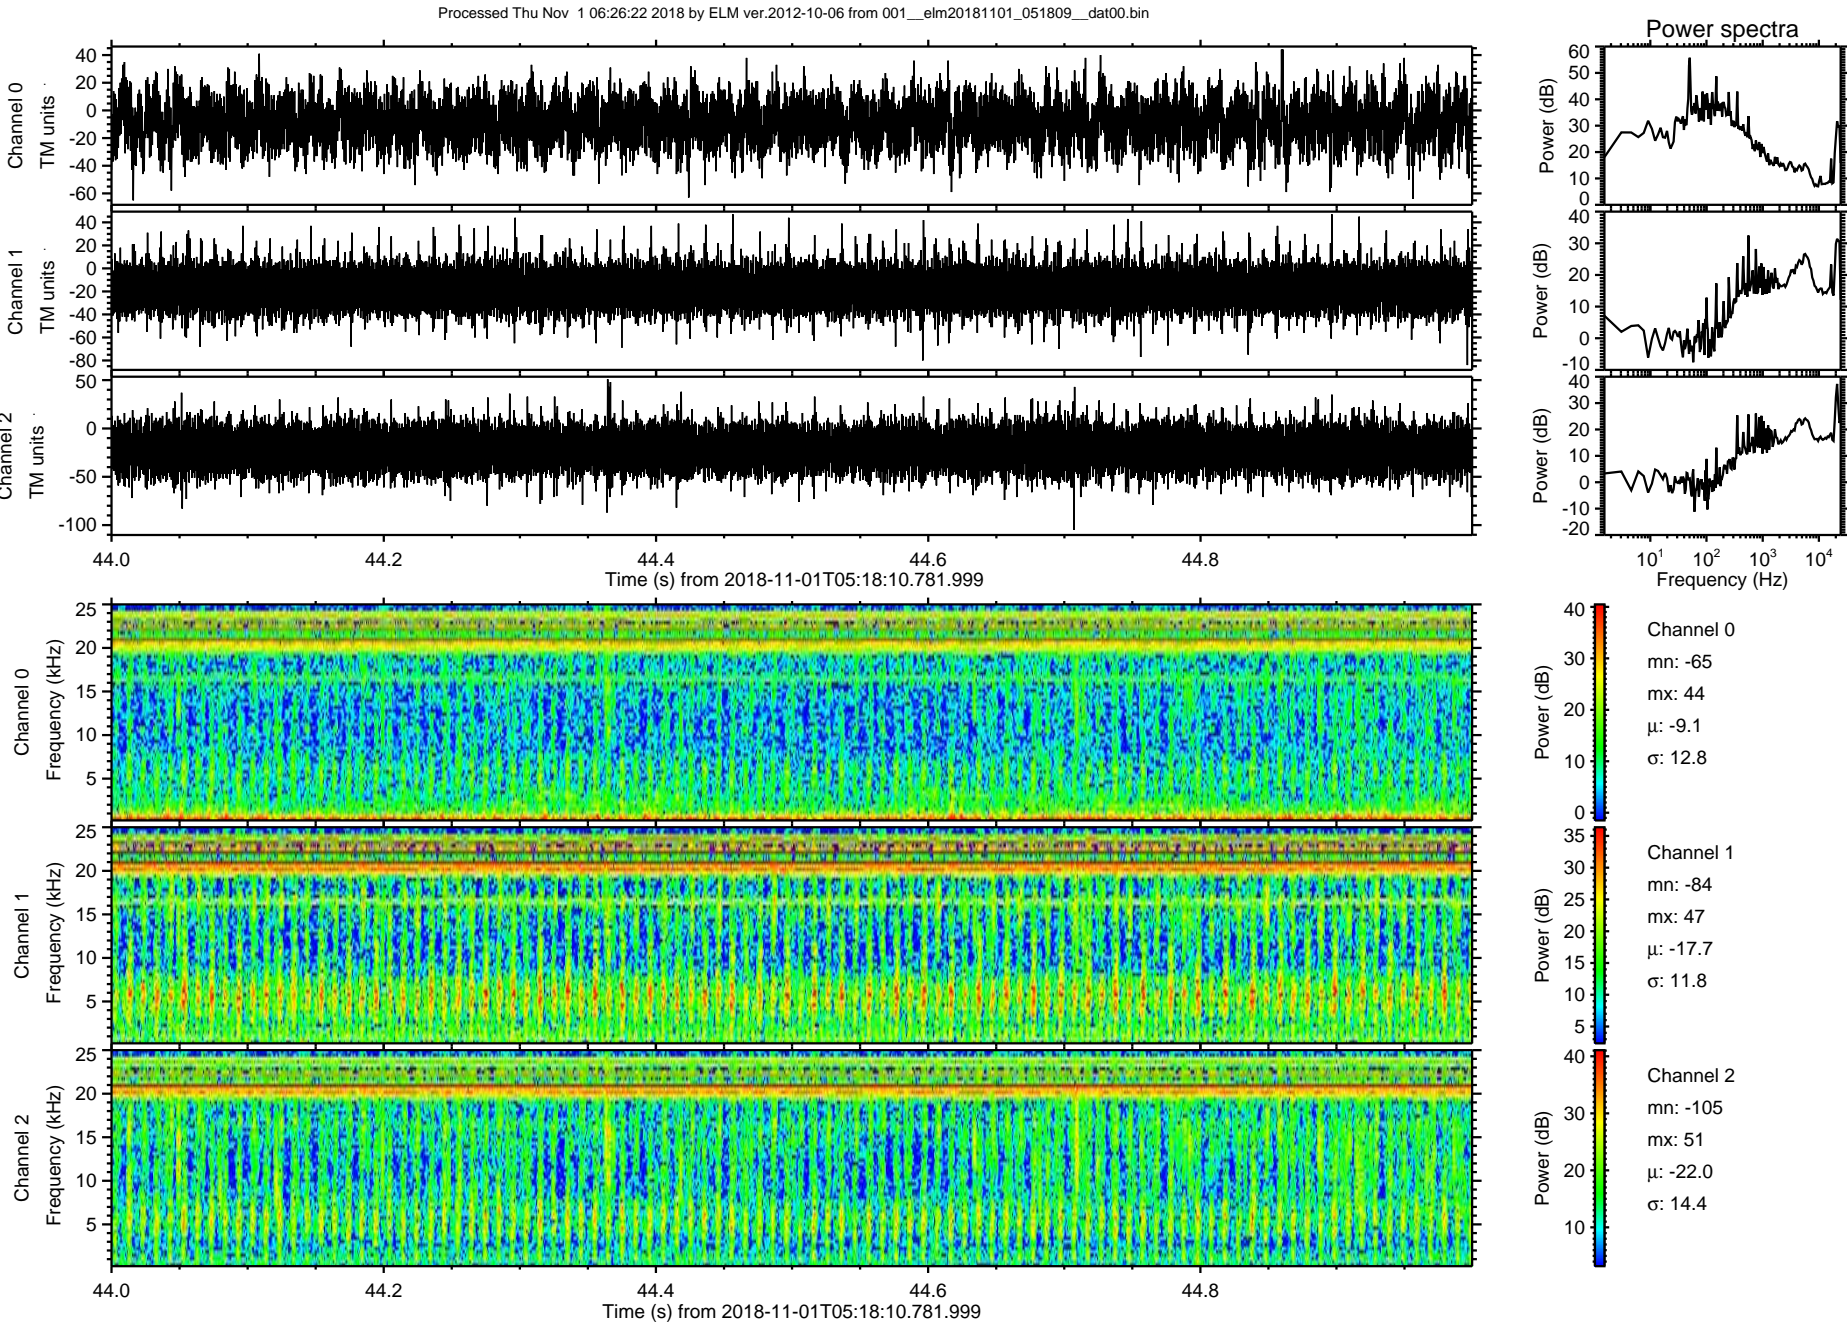 Processed Thu Nov  1 06:26:22 2018 by ELM ver.2012-10-06 from 001__elm20181101_051809__dat00.bin
Power spectra
Channel 0
TM units
40
20
0
-20
-40
-60
Power (dB)
60
50
40
30
20
10
0
Channel 1
TM units
40
20
0
-20
-40
-60
-80
Power (dB)
40
30
20
10
0
-10
Channel 2
TM units
50
0
-50
-100
Power (dB)
40
30
20
10
0
-10
-20
44.0 44.2 44.4 44.6 44.8
Time (s) from 2018-11-01T05:18:10.781.999
10^1 10^2 10^3 10^4
Frequency (Hz)
Channel 0
Frequency (kHz)
25
20
15
10
5
Power (dB)
40
30
20
10
0
Channel 0
mn: -65
mx: 44
μ: -9.1
σ: 12.8
Channel 1
Frequency (kHz)
25
20
15
10
5
Power (dB)
35
30
25
20
15
10
5
Channel 1
mn: -84
mx: 47
μ: -17.7
σ: 11.8
Channel 2
Frequency (kHz)
25
20
15
10
5
Power (dB)
40
30
20
10
Channel 2
mn: -105
mx: 51
μ: -22.0
σ: 14.4
44.0 44.2 44.4 44.6 44.8
Time (s) from 2018-11-01T05:18:10.781.999